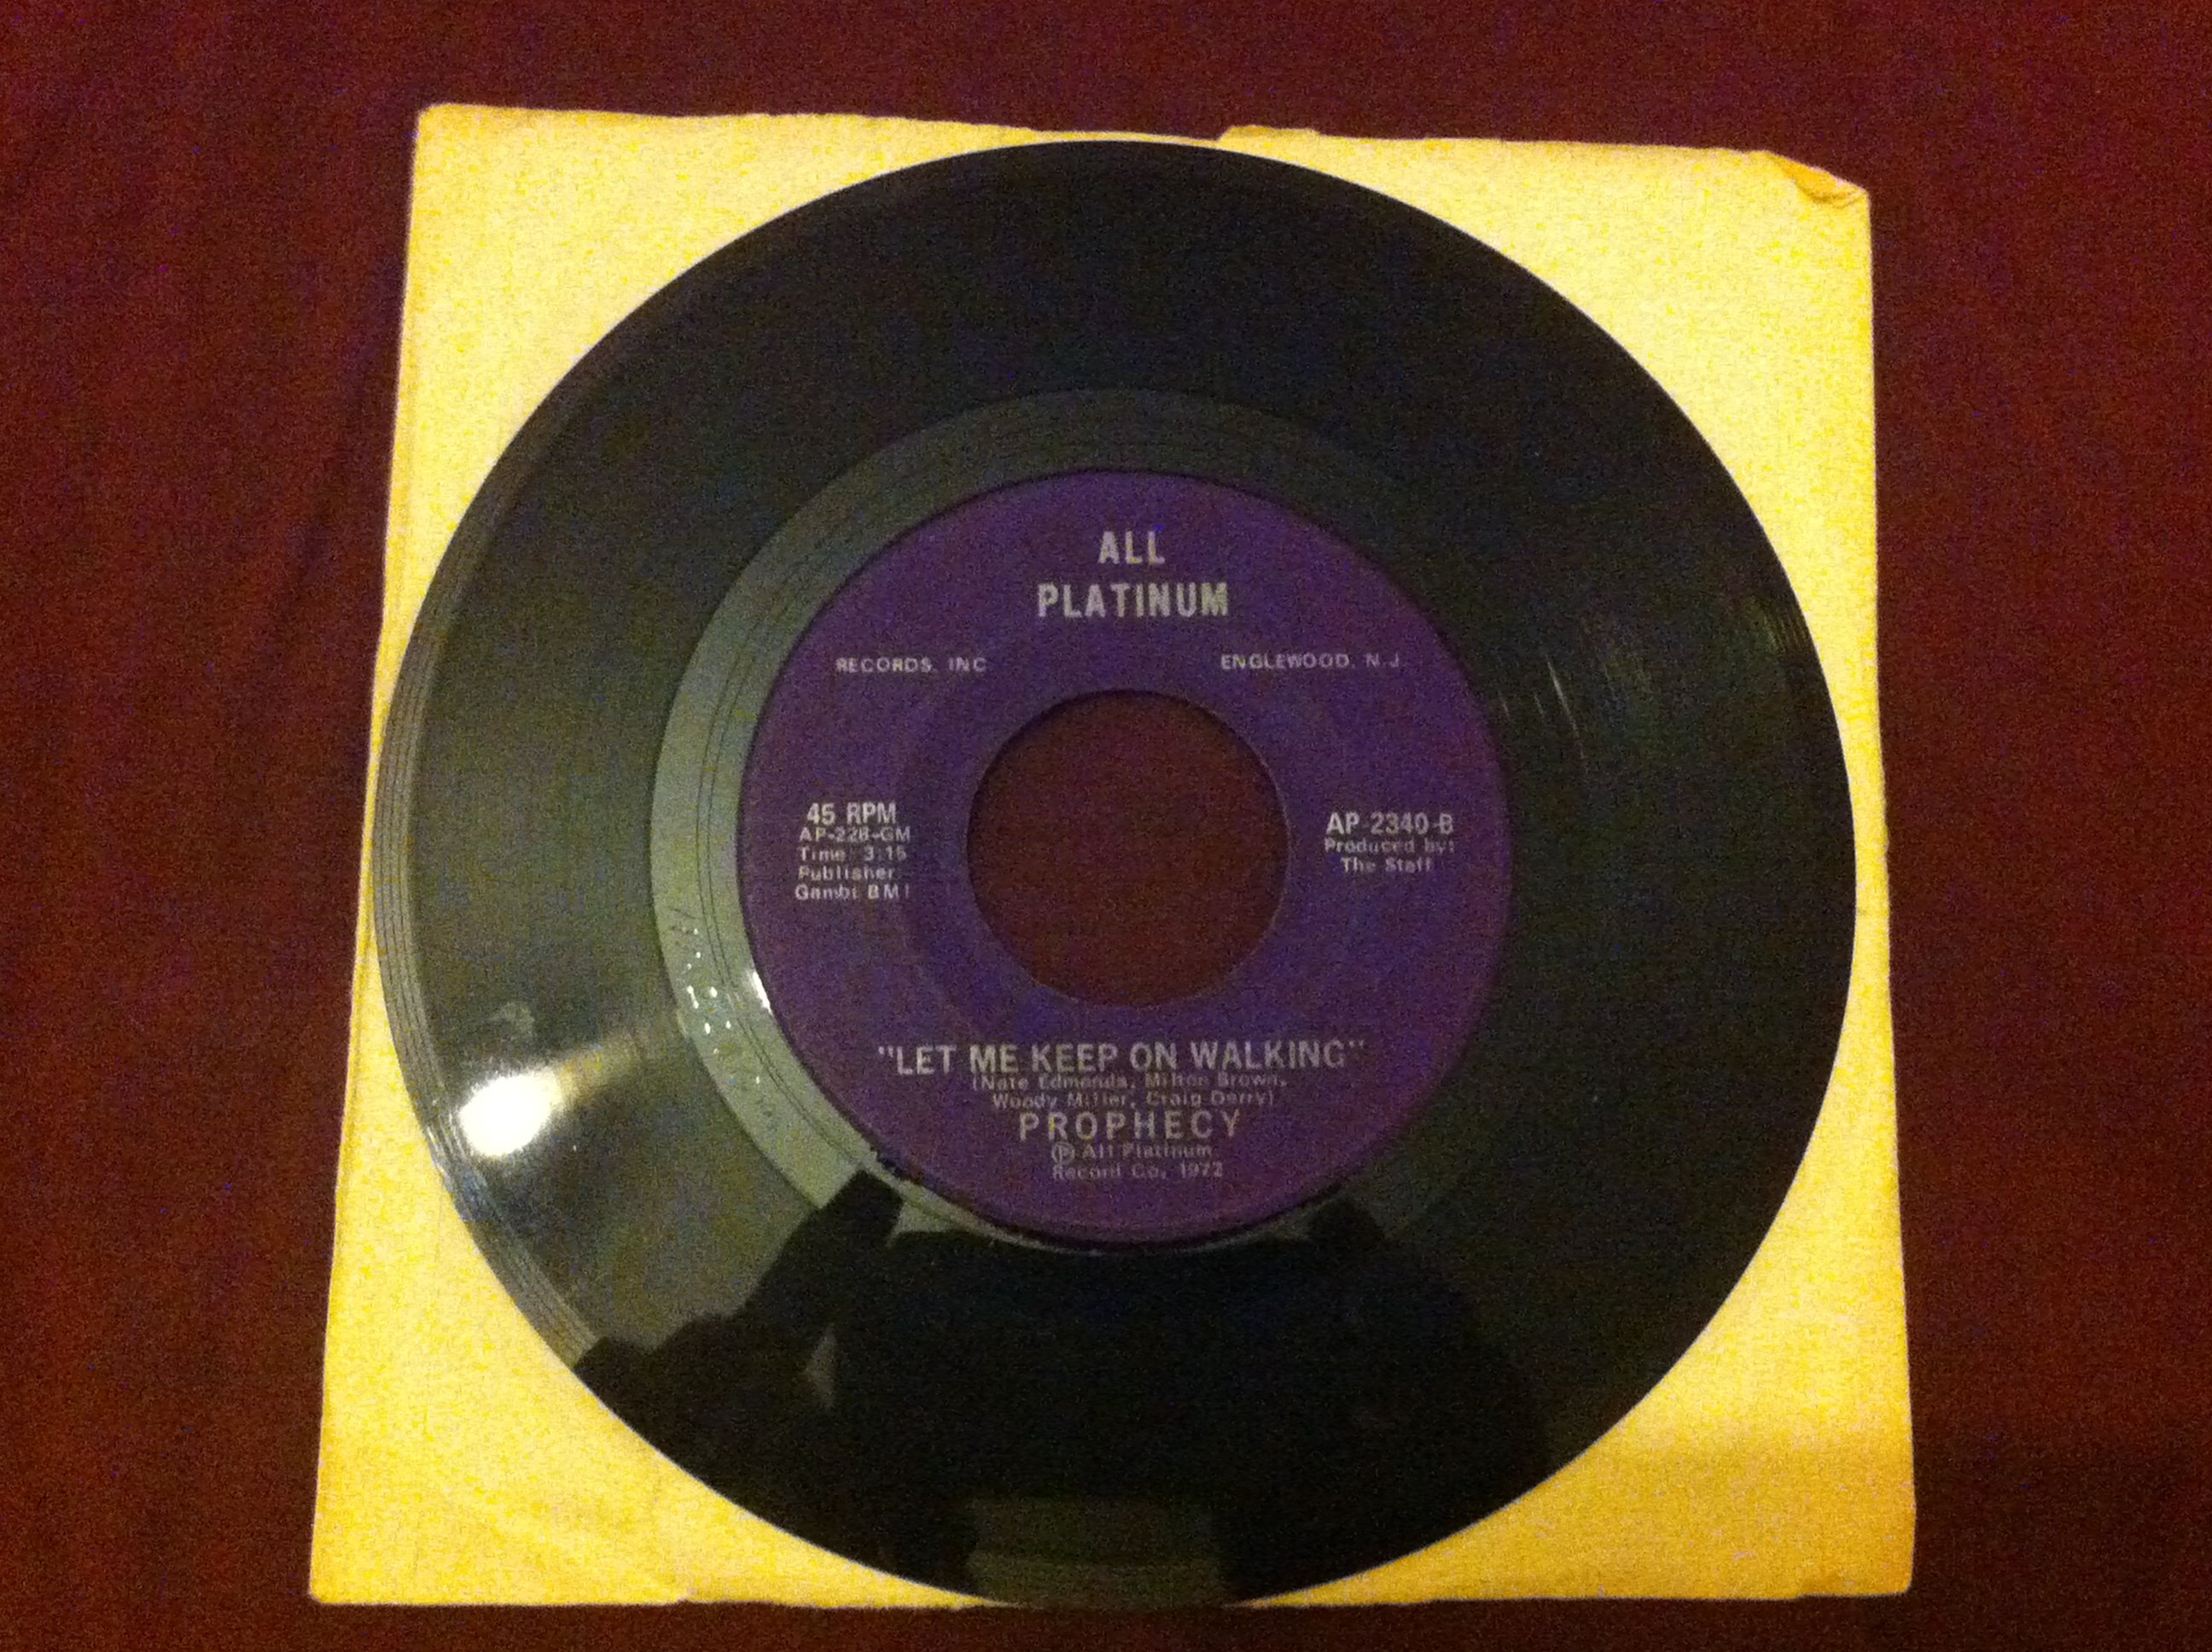 ALL
PLATINUM
RECORDS, INC
ENGLEWOOD, N.J.
45 RPM
AP-228-GM
Time: 3:15
Publisher:
Gambi BMI
AP-2340-B
Produced by:
The Staff
"LET ME KEEP ON WALKING"
(Nate Edmonds, Milton Brown,
Woody Miller, Craig Derry)
PROPHECY
Ⓟ All Platinum
Record Co. 1972